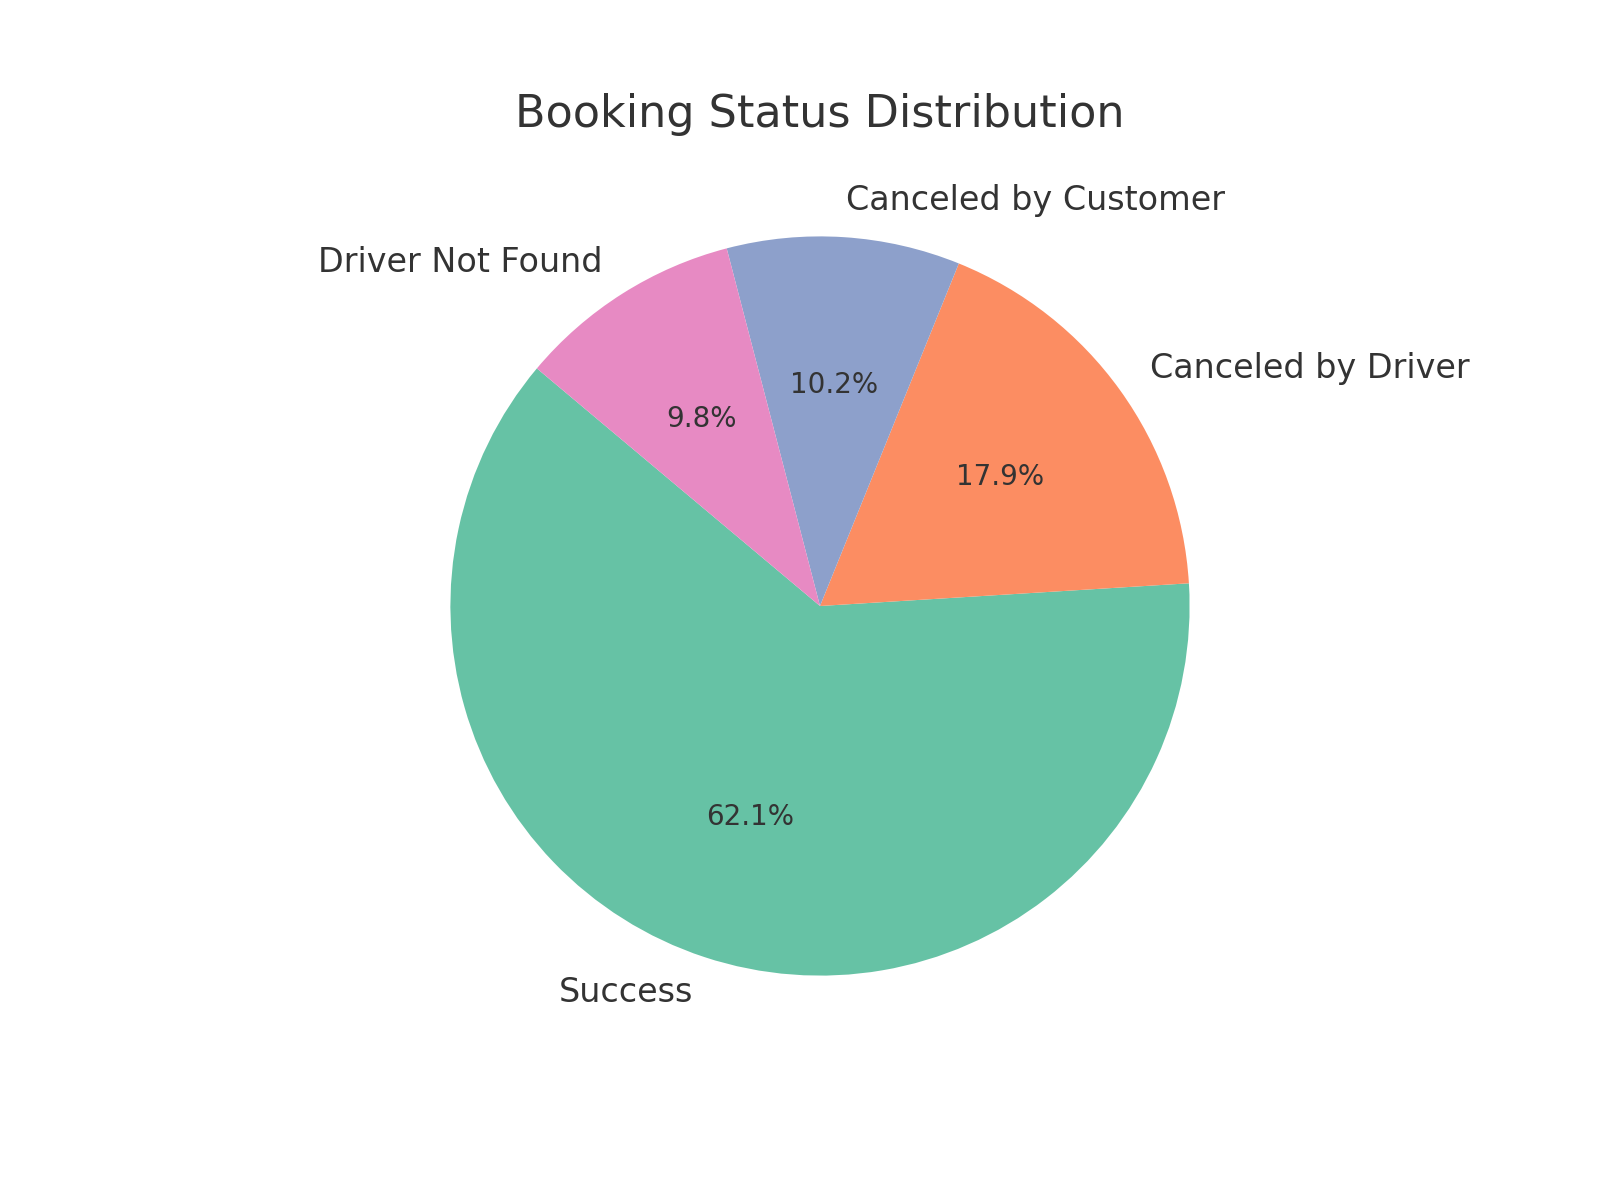 Booking Status Distribution
Canceled by Customer
Driver Not Found
Canceled by Driver
10.2%
9.8%
17.9%
62.1%
Success